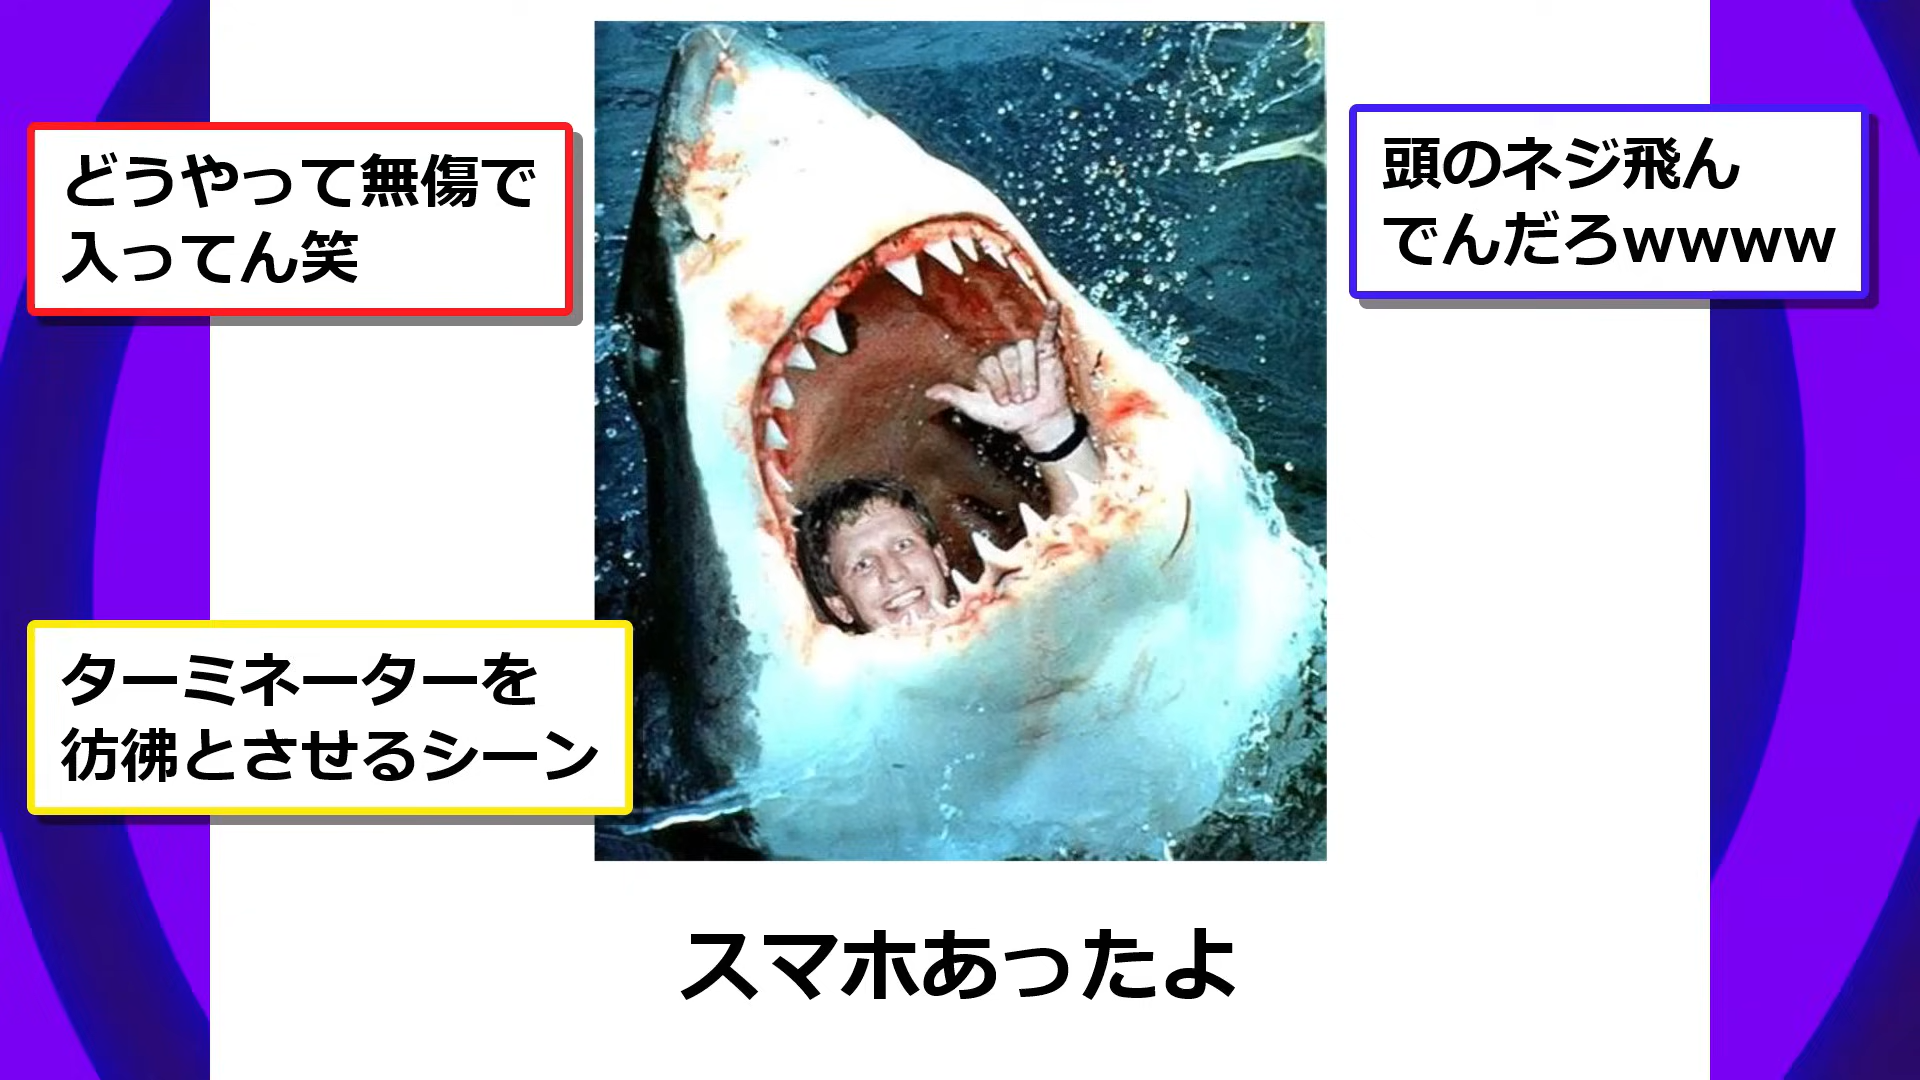 どうやって無傷で
入ってん笑
頭のネジ飛ん
でんだろwwww
ターミネーターを
彷彿とさせるシーン
スマホあったよ